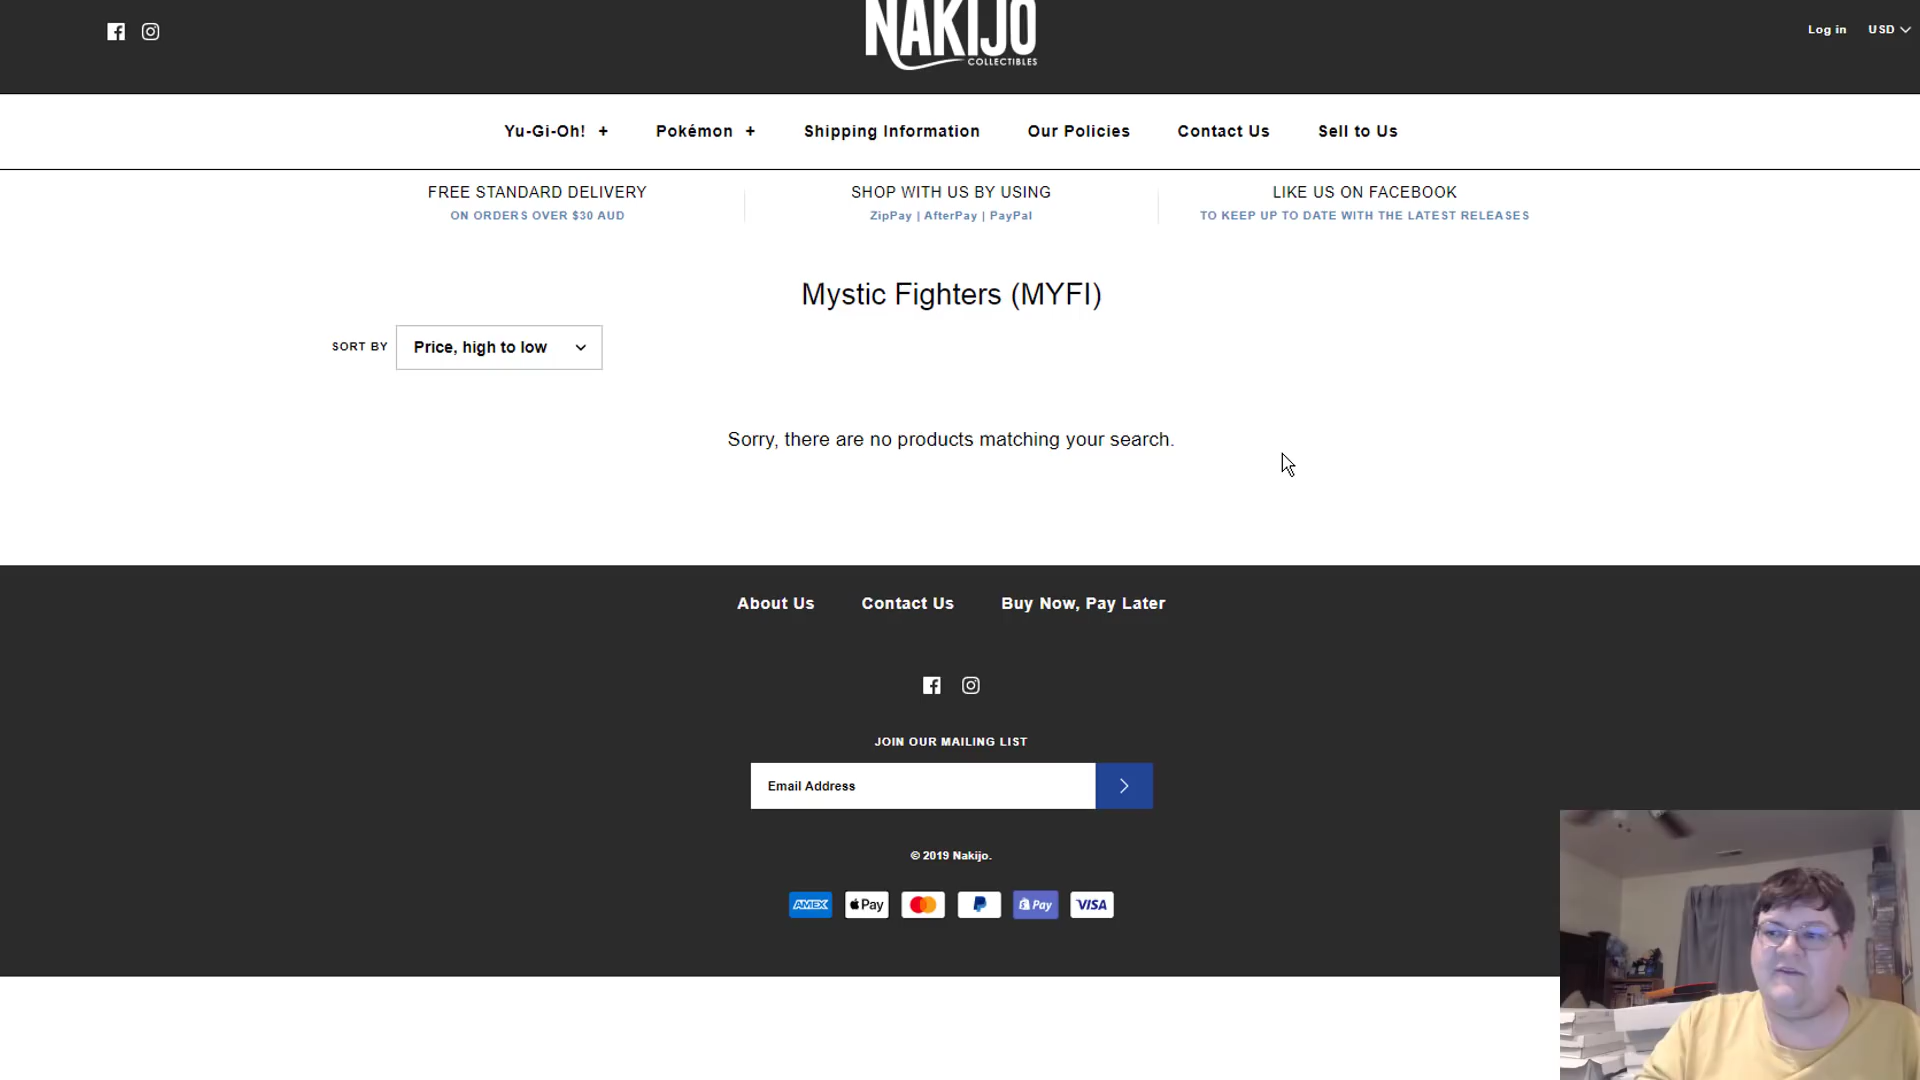 NAKIJO
COLLECTIBLES
Log in
USD
Yu-Gi-Oh! +
Pokémon +
Shipping Information
Our Policies
Contact Us
Sell to Us
FREE STANDARD DELIVERY
ON ORDERS OVER $30 AUD
SHOP WITH US BY USING
ZipPay | AfterPay | PayPal
LIKE US ON FACEBOOK
TO KEEP UP TO DATE WITH THE LATEST RELEASES
Mystic Fighters (MYFI)
SORT BY
Price, high to low
Sorry, there are no products matching your search.
About Us
Contact Us
Buy Now, Pay Later
JOIN OUR MAILING LIST
Email Address
© 2019 Nakijo.
AMEX
Pay
Pay
VISA